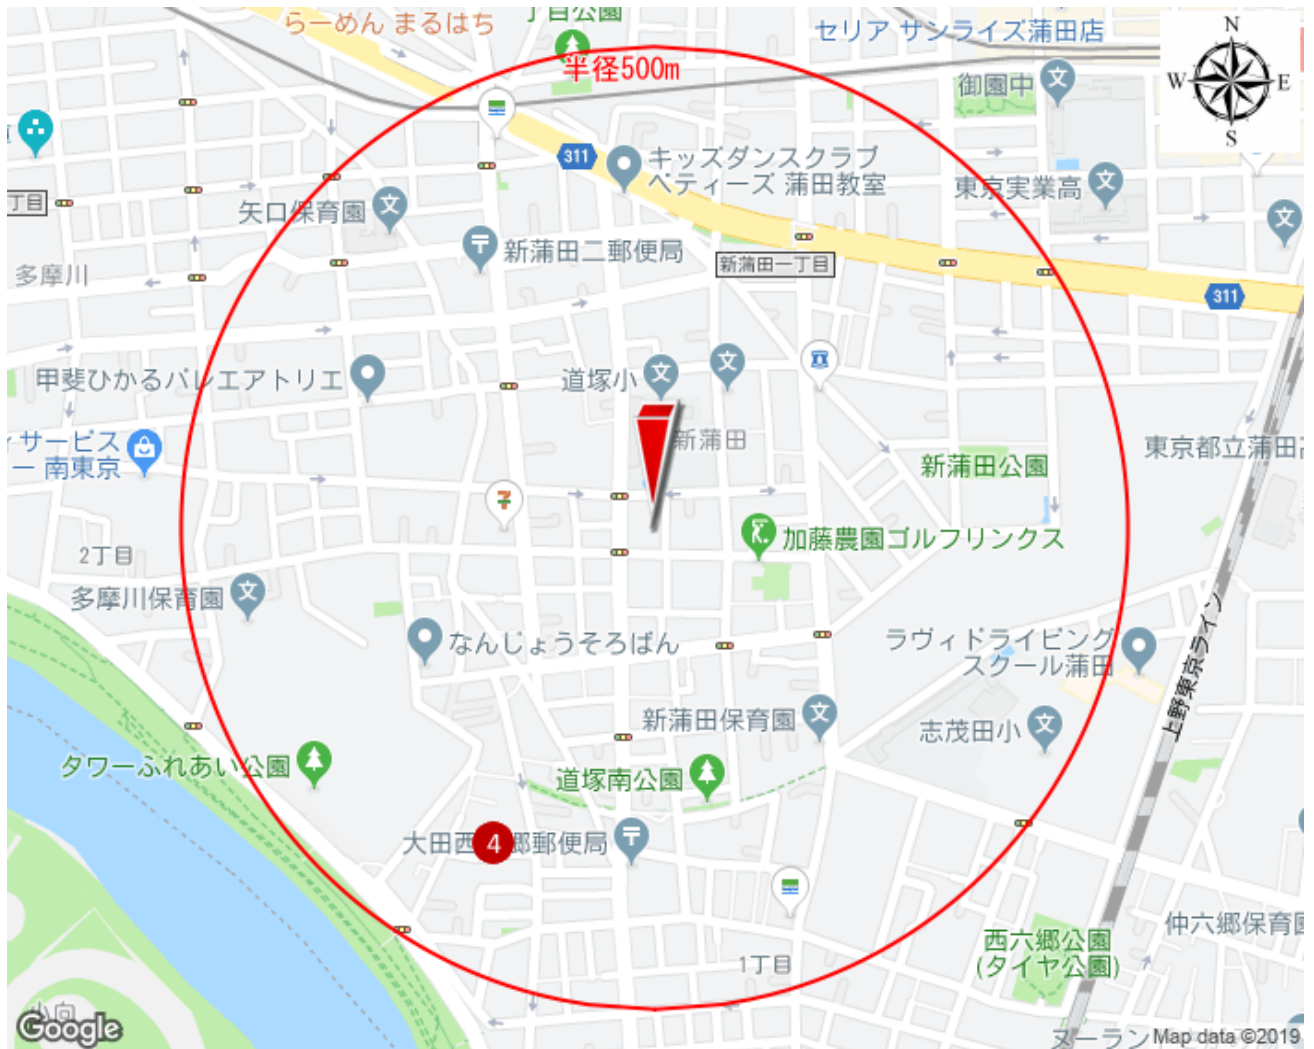 丁目公園
らーめん まるはち
セリア サンライズ蒲田店
N
W E
S
半径500m
御園中
311
キッズダンスクラブ
ペティーズ 蒲田教室
東京実業高
丁目
矢口保育園
新蒲田二郵便局
新蒲田一丁目
多摩川
311
甲斐ひかるバレエアトリエ
道塚小
新蒲田
サービス
ー 南東京
新蒲田公園
東京都立蒲田
加藤農園ゴルフリンクス
2丁目
多摩川保育園
なんじょうそろばん
ラヴィドライビング
スクール蒲田
上野東京ライン
新蒲田保育園
志茂田小
タワーふれあい公園
道塚南公園
大田西
4
郷郵便局
西六郷公園
(タイヤ公園)
仲六郷保育園
1丁目
小向
Google
ヌーラン
Map data ©2019